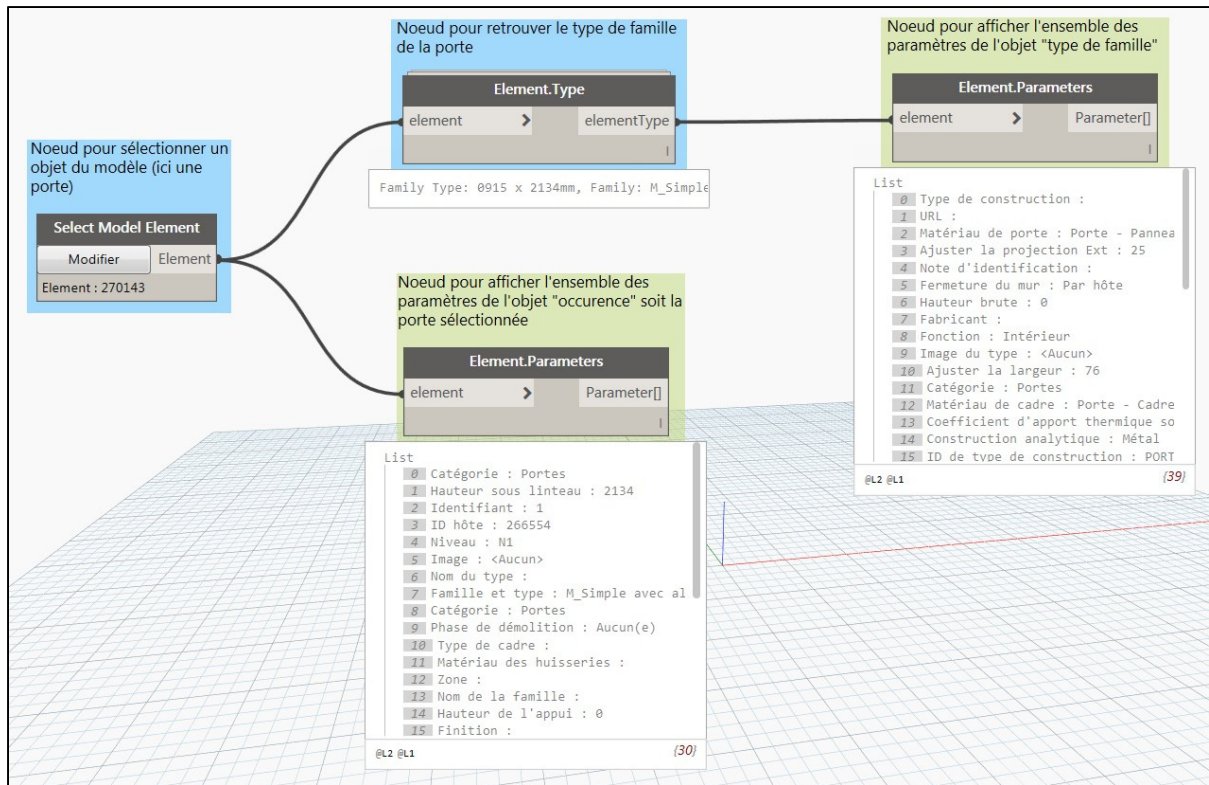 Noeud pour sélectionner un
objet du modèle (ici une
porte)
Select Model Element
Modifier
Element
Element : 270143
Noeud pour retrouver le type de famille
de la porte
Element.Type
element >
elementType
Family Type: 0915 x 2134mm, Family: M_Simple
Noeud pour afficher l'ensemble des
paramètres de l'objet "type de famille"
Element.Parameters
element >
Parameter[]
List
0 Type de construction :
1 URL :
2 Matériau de porte : Porte - Pannea
3 Ajuster la projection Ext : 25
4 Note d'identification :
5 Fermeture du mur : Par hôte
6 Hauteur brute : 0
7 Fabricant :
8 Fonction : Intérieur
9 Image du type : <Aucun>
10 Ajuster la largeur : 76
11 Catégorie : Portes
12 Matériau de cadre : Porte - Cadre
13 Coefficient d'apport thermique so
14 Construction analytique : Métal
15 ID de type de construction : PORT
@L2 @L1
{39}
Noeud pour afficher l'ensemble des
paramètres de l'objet "occurence" soit la
porte sélectionnée
Element.Parameters
element >
Parameter[]
List
0 Catégorie : Portes
1 Hauteur sous linteau : 2134
2 Identifiant : 1
3 ID hôte : 266554
4 Niveau : N1
5 Image : <Aucun>
6 Nom du type :
7 Famille et type : M_Simple avec al
8 Catégorie : Portes
9 Phase de démolition : Aucun(e)
10 Type de cadre :
11 Matériau des huisseries :
12 Zone :
13 Nom de la famille :
14 Hauteur de l'appui : 0
15 Finition :
@L2 @L1
{30}